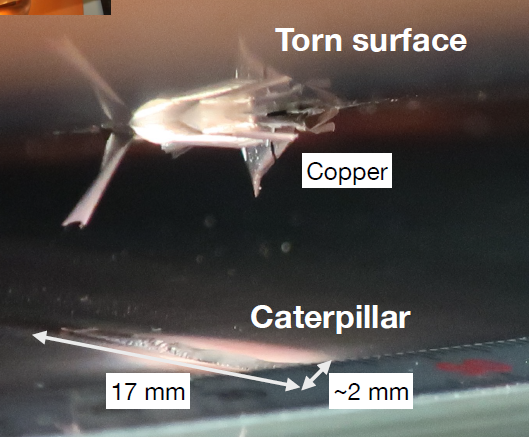 Torn surface
Copper
Caterpillar
17 mm
~2 mm